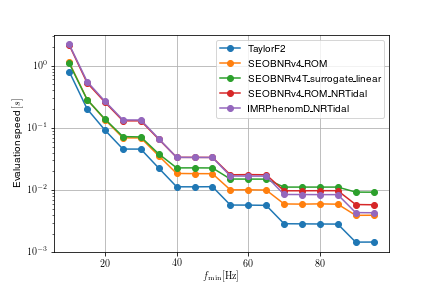 TaylorF2
SEOBNRv4_ROM
SEOBNRv4T_surrogate_linear
SEOBNRv4_ROM_NRTidal
IMRPhenomD_NRTidal
Evaluation speed [s]
10⁰
10⁻¹
10⁻²
10⁻³
20 40 60 80
f_min[Hz]